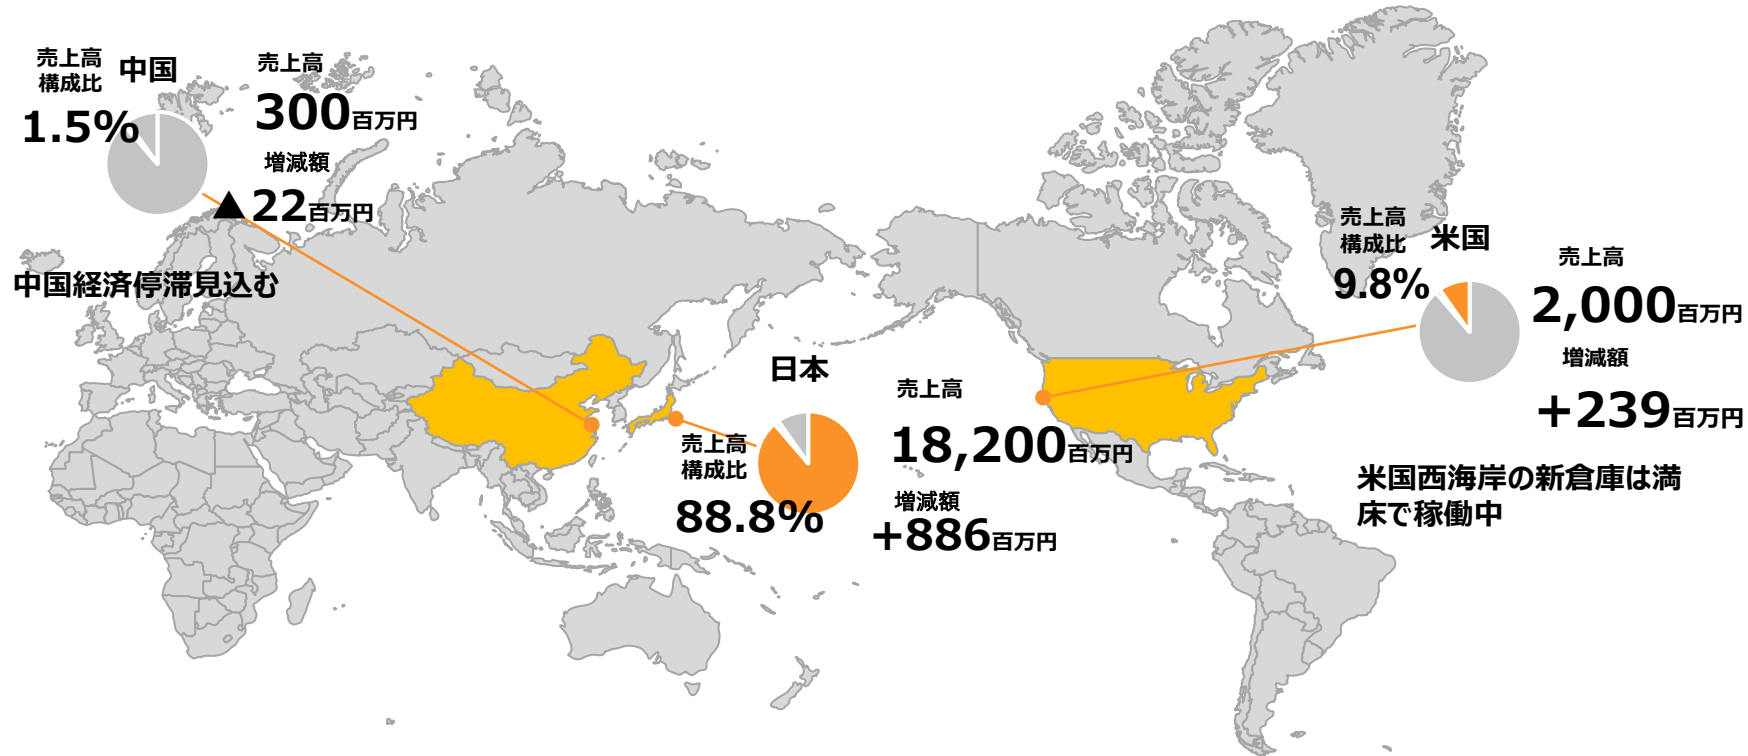 売上高
構成比
中国
1.5%
売上高
300百万円
増減額
▲22百万円
中国経済停滞見込む
日本
売上高
構成比
88.8%
売上高
18,200百万円
増減額
+886百万円
売上高
構成比
米国
9.8%
売上高
2,000百万円
増減額
+239百万円
米国西海岸の新倉庫は満
床で稼働中